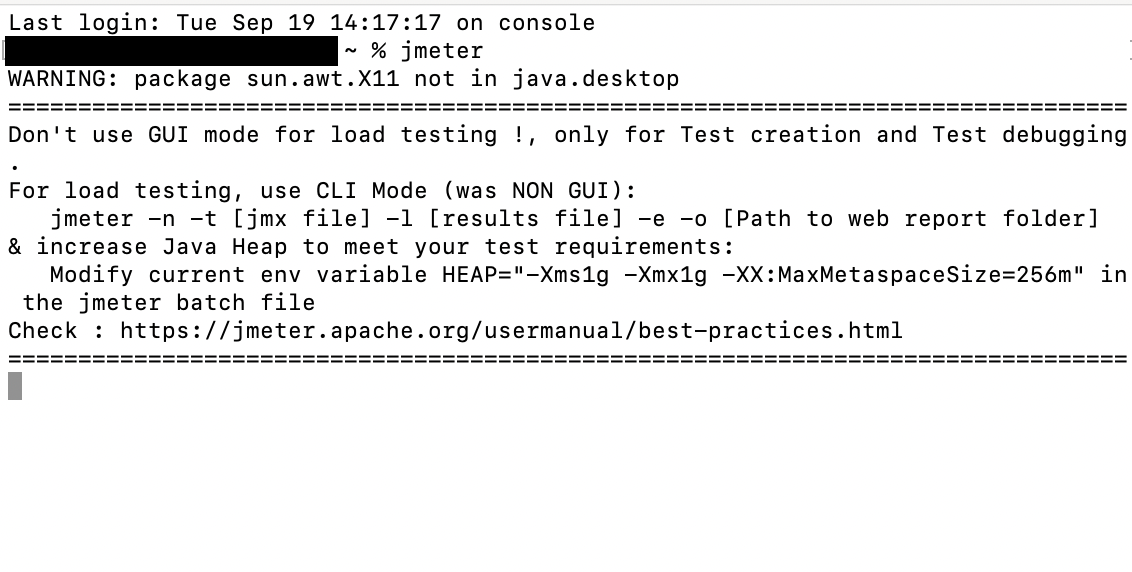 Last login: Tue Sep 19 14:17:17 on console
~ % jmeter
WARNING: package sun.awt.X11 not in java.desktop
================================================================================
Don't use GUI mode for load testing !, only for Test creation and Test debugging
.
For load testing, use CLI Mode (was NON GUI):
   jmeter -n -t [jmx file] -l [results file] -e -o [Path to web report folder]
& increase Java Heap to meet your test requirements:
   Modify current env variable HEAP="-Xms1g -Xmx1g -XX:MaxMetaspaceSize=256m" in
 the jmeter batch file
Check : https://jmeter.apache.org/usermanual/best-practices.html
================================================================================